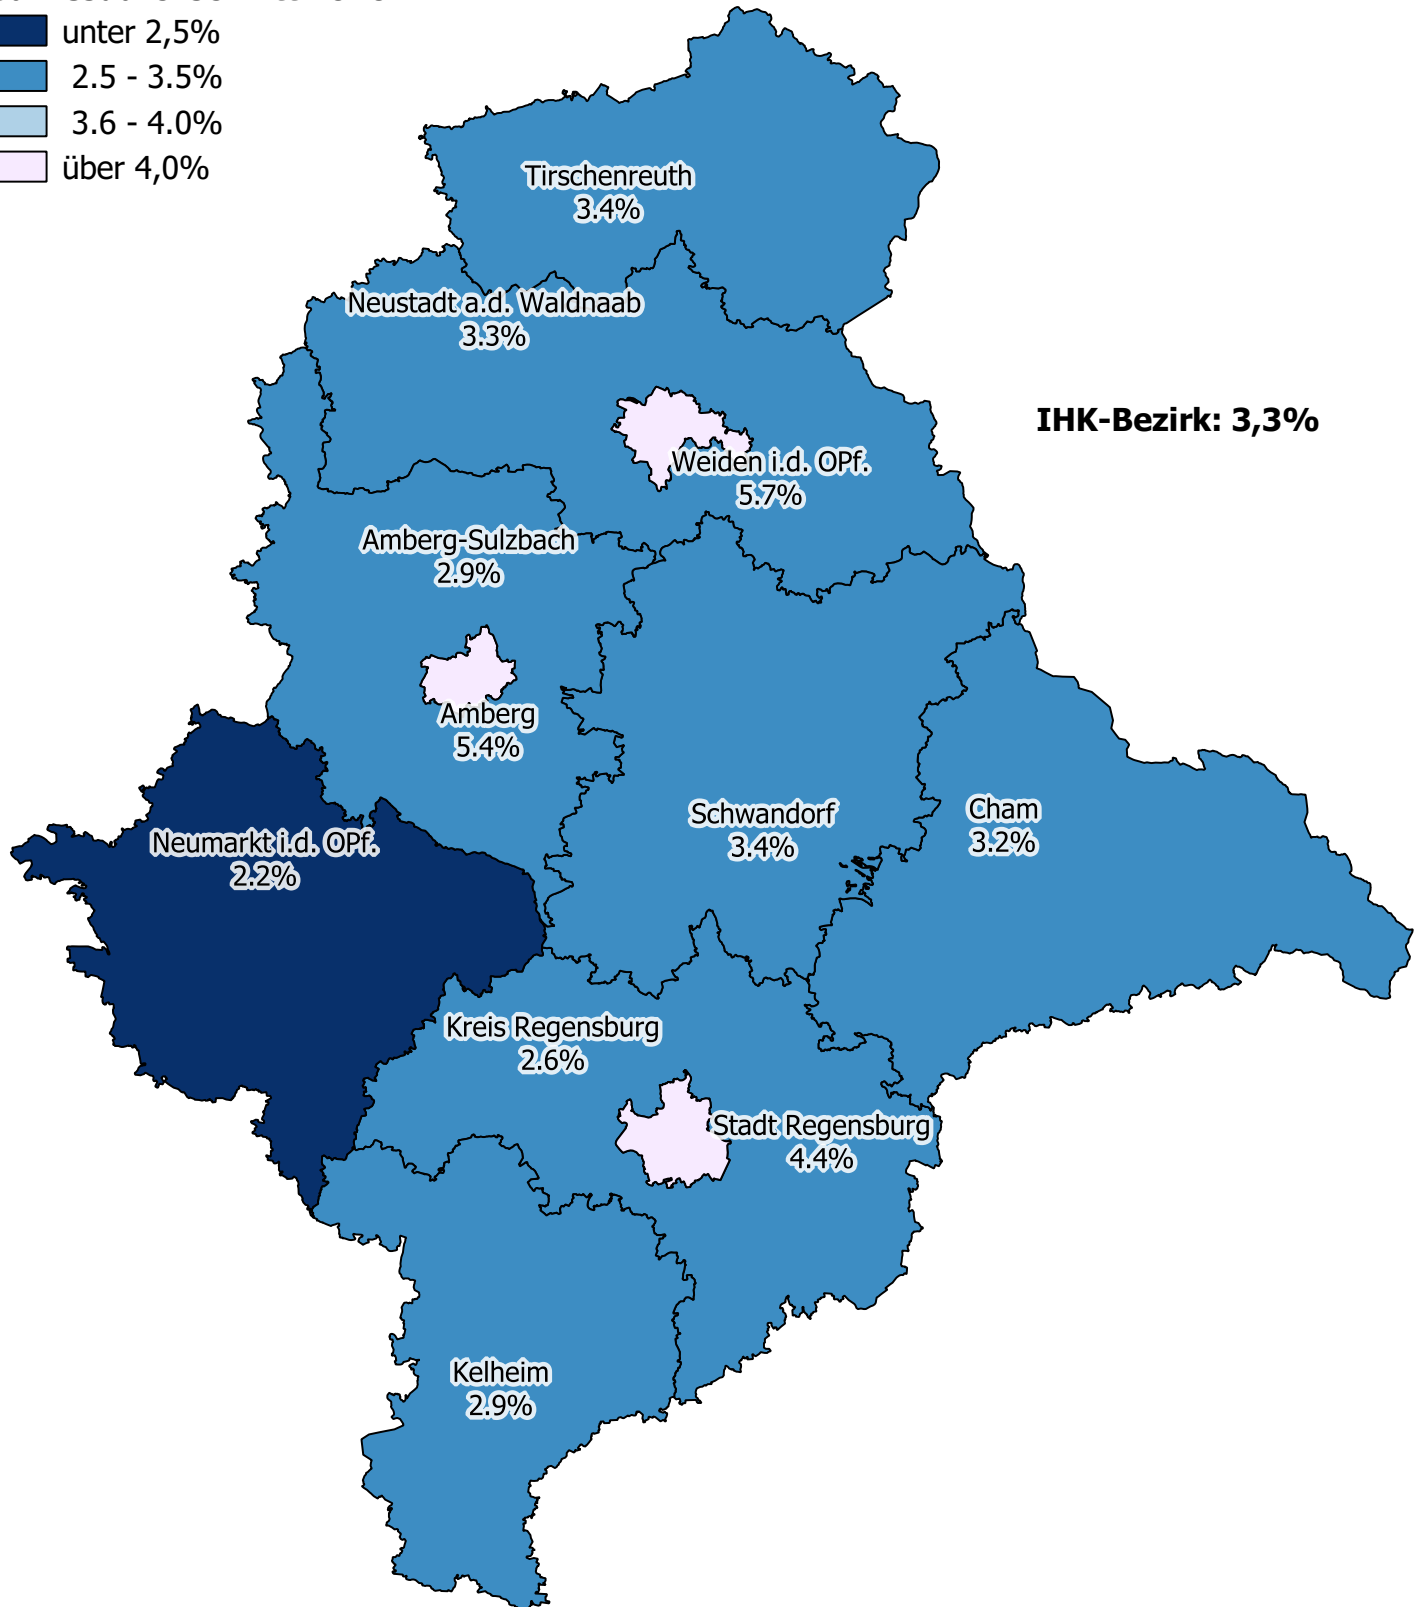 unter 2,5%
2.5 - 3.5%
3.6 - 4.0%
über 4,0%
Tirschenreuth
3.4%
Neustadt a.d. Waldnaab
3.3%
IHK-Bezirk: 3,3%
Weiden i.d. OPf.
5.7%
Amberg-Sulzbach
2.9%
Amberg
5.4%
Schwandorf
3.4%
Cham
3.2%
Neumarkt i.d. OPf.
2.2%
Kreis Regensburg
2.6%
Stadt Regensburg
4.4%
Kelheim
2.9%